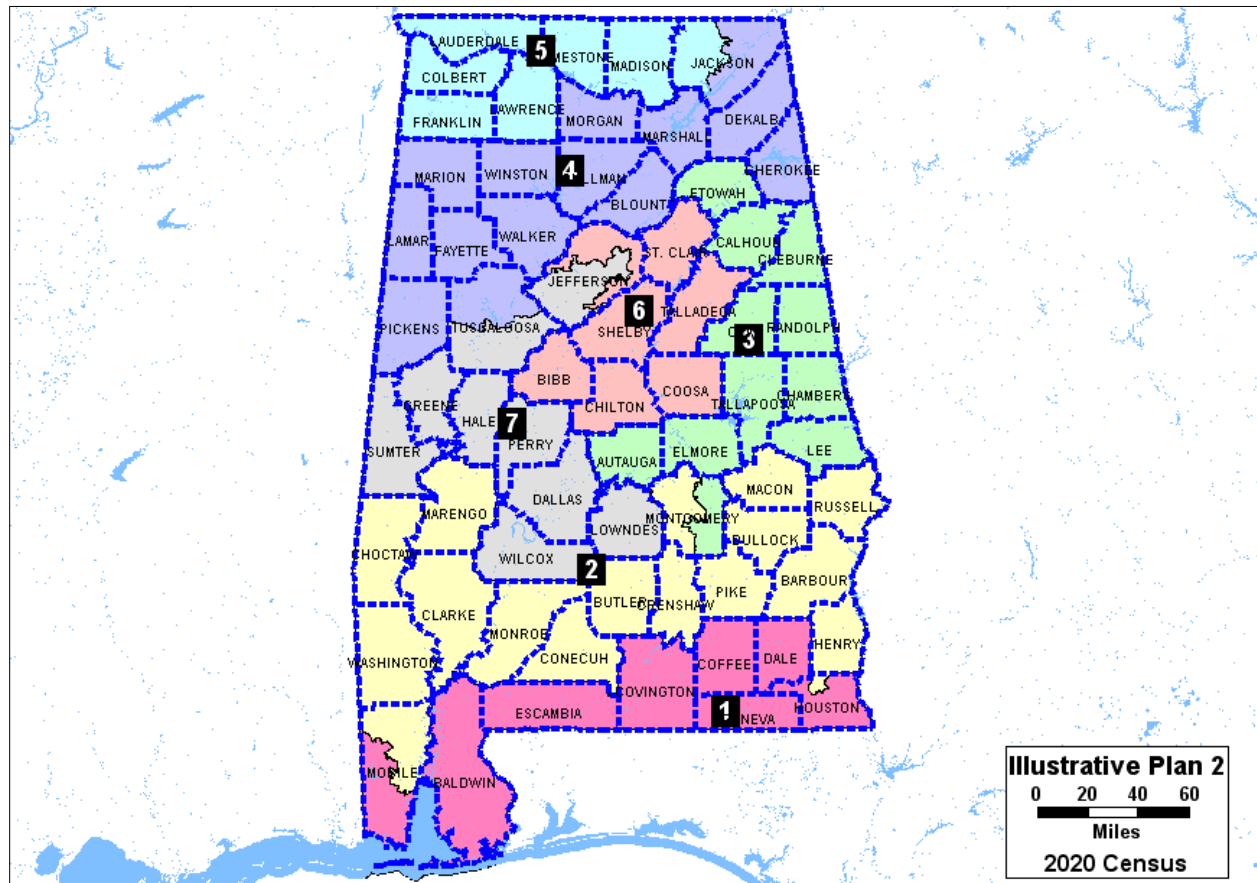 LAUDERDALE
5
MESTONE
MADISON
JACKSON
COLBERT
AWRENCE
FRANKLIN
MORGAN
MARSHAL
DEKALB
MARION
WINSTON
4
LLMAN
CHEROKEE
ETOWAH
BLOUNT
LAMAR
FAYETTE
WALKER
ST. CLAIR
CALHOUN
CLEBURNE
JEFFERSON
PICKENS
TUSCALOOSA
6
SHELBY
TALLADEGA
C
3
RANDOLPH
BIBB
CHILTON
COOSA
TALLAPOOSA
CHAMBERS
GREENE
HALE
7
PERRY
SUMTER
AUTAUGA
ELMORE
LEE
MARENGO
DALLAS
MACON
RUSSELL
LOWNDES
MONTGOMERY
BULLOCK
CHOCTAW
WILCOX
2
BUTLER
CRENSHAW
PIKE
BARBOUR
CLARKE
MONROE
CONECUH
HENRY
WASHINGTON
COFFEE
DALE
COVINGTON
ESCAMBIA
1
NEVA
HOUSTON
MOBILE
BALDWIN
Illustrative Plan 2
0 20 40 60
Miles
2020 Census